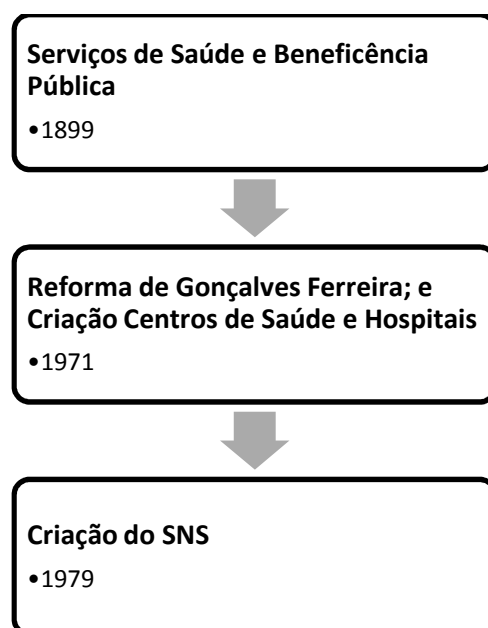 Serviços de Saúde e Beneficência
Pública
•1899
Reforma de Gonçalves Ferreira; e
Criação Centros de Saúde e Hospitais
•1971
Criação do SNS
•1979